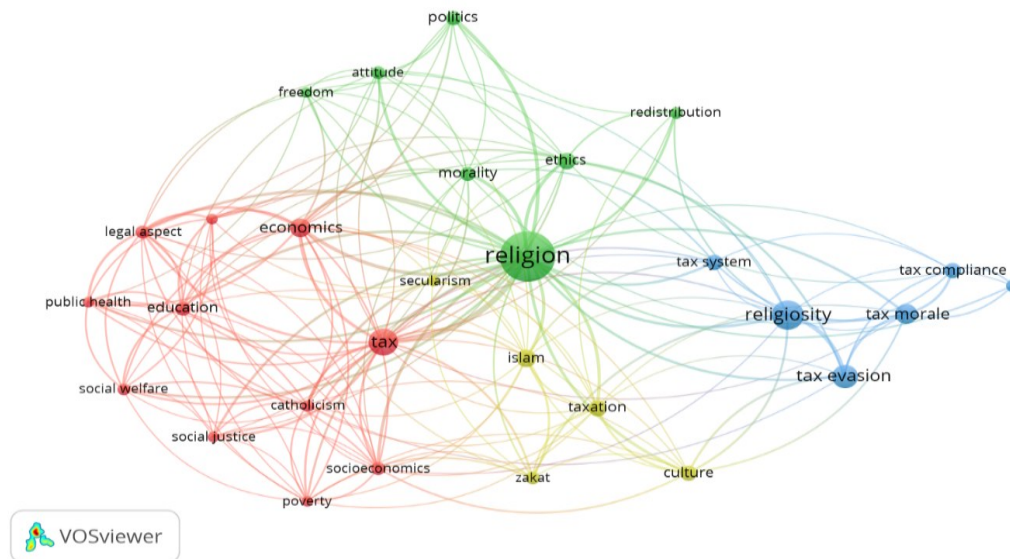 politics
attitude
freedom
redistribution
ethics
morality
legal aspect
economics
religion
tax system
tax compliance
secularism
public health
education
religiosity
tax morale
tax
islam
tax evasion
social welfare
catholicism
taxation
social justice
socioeconomics
zakat
culture
poverty
VOSviewer